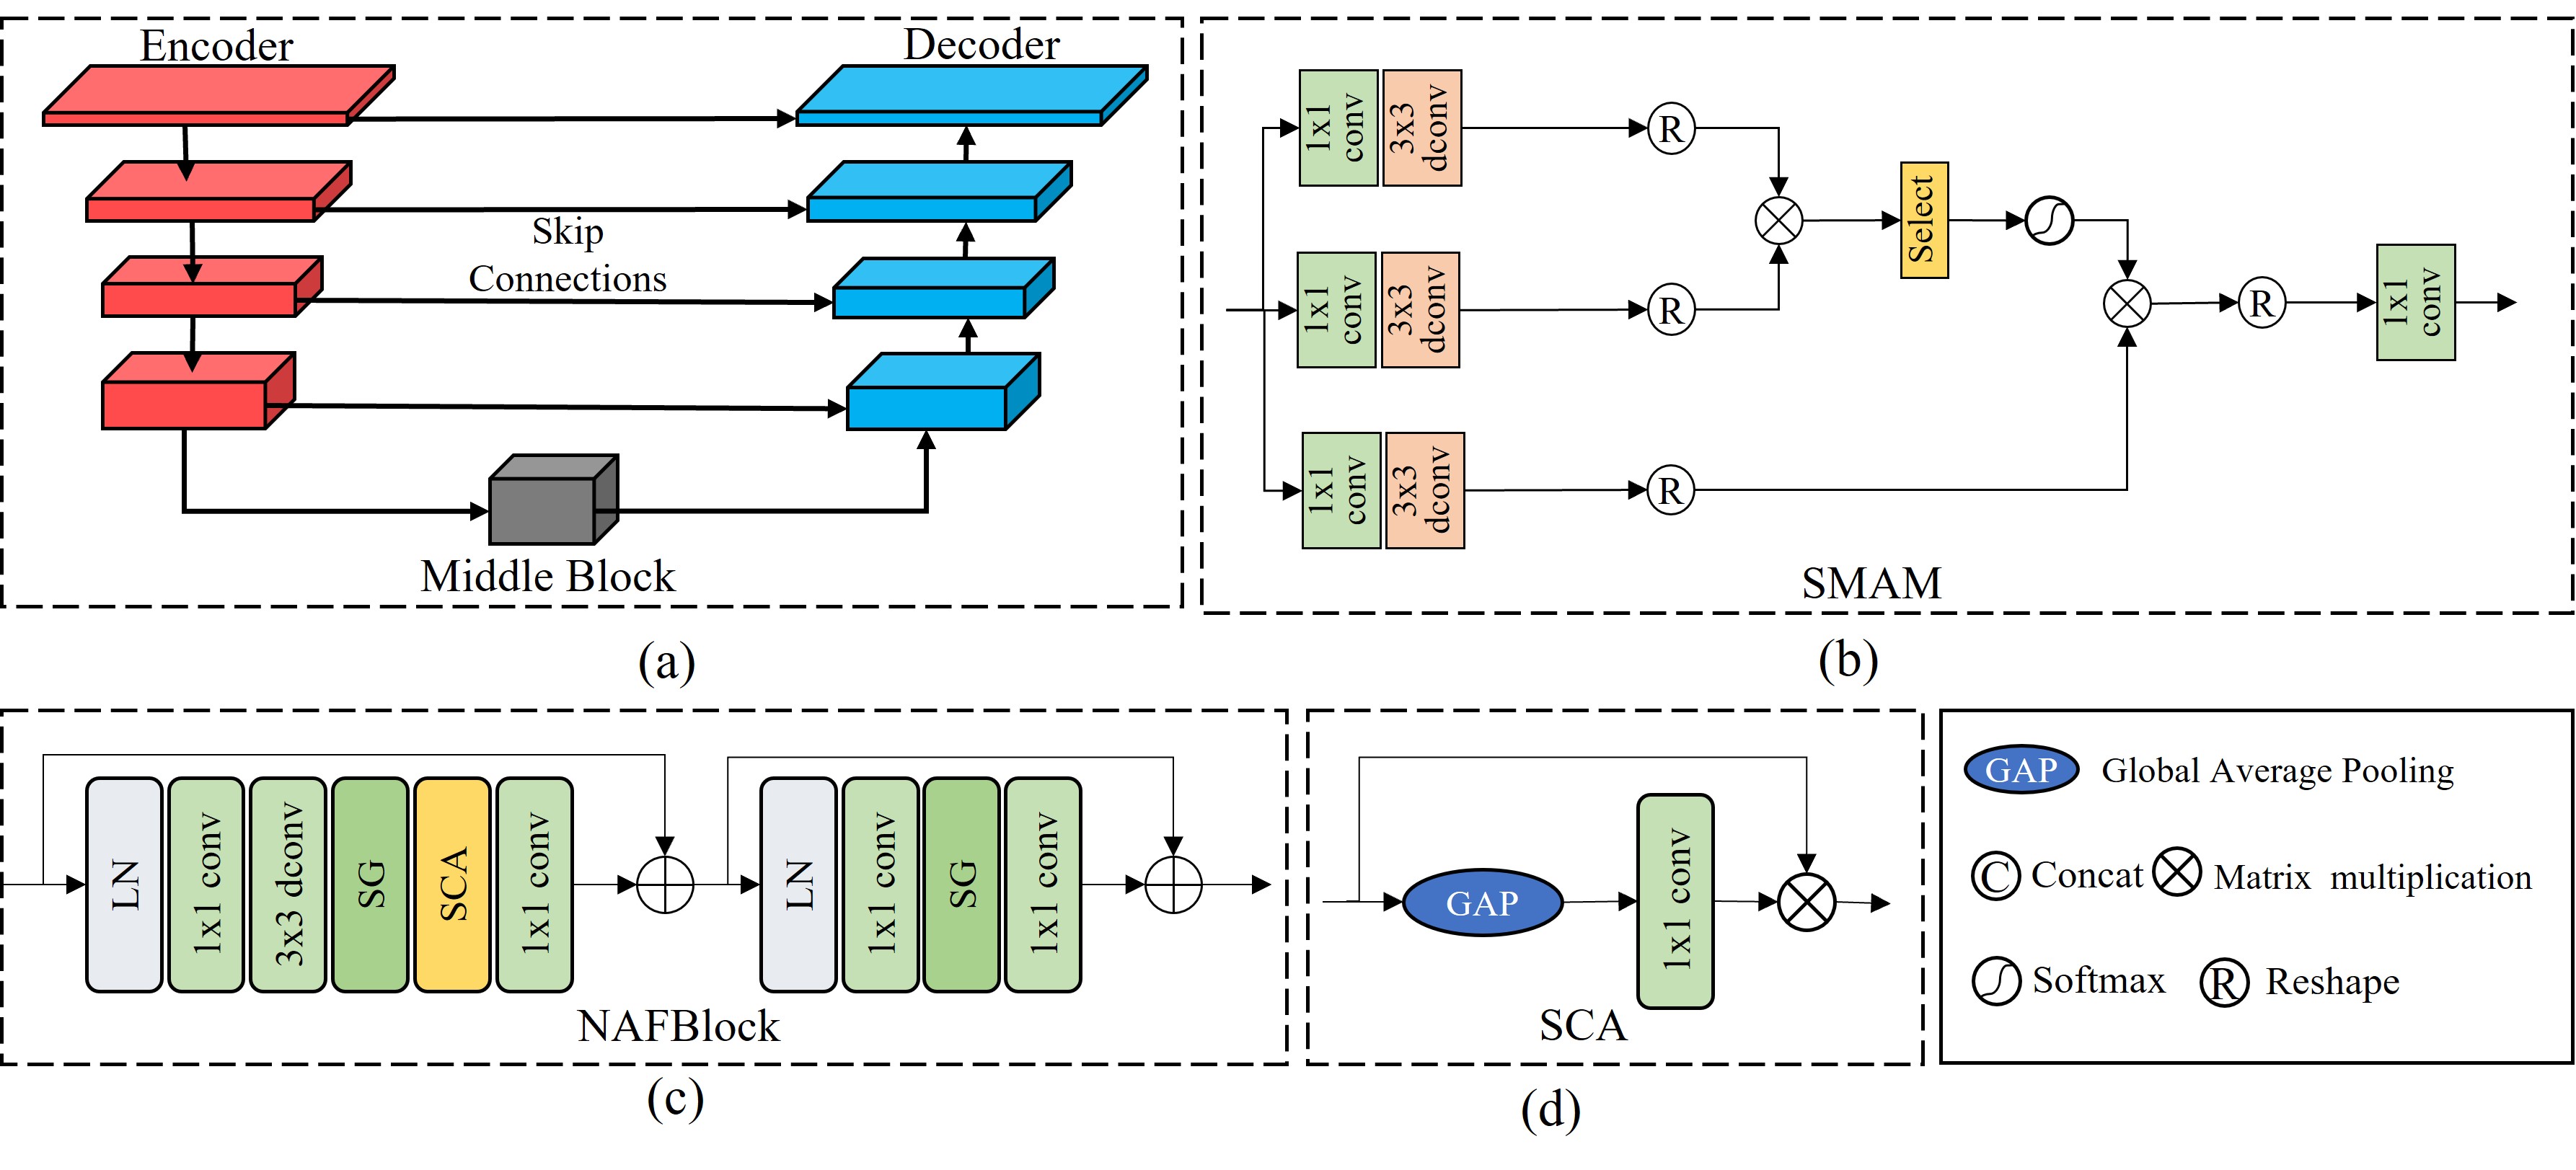 Encoder
Decoder
Skip
Connections
Middle Block
(a)
1x1
conv
3x3
dconv
R
1x1
conv
3x3
dconv
R
1x1
conv
3x3
dconv
R
Select
R
1x1
conv
SMAM
(b)
LN
1x1 conv
3x3 dconv
SG
SCA
1x1 conv
LN
1x1 conv
SG
1x1 conv
NAFBlock
(c)
GAP
1x1 conv
SCA
(d)
GAP Global Average Pooling
C Concat Matrix multiplication
Softmax R Reshape